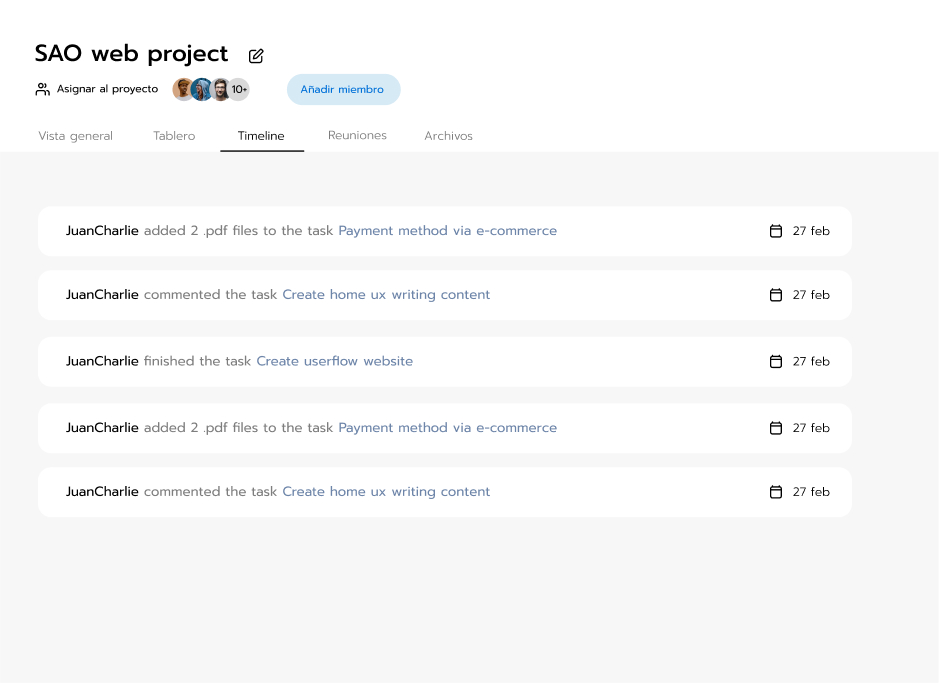 SAO web project
Asignar al proyecto 10+ Añadir miembro
Vista general Tablero Timeline Reuniones Archivos
JuanCharlie added 2 .pdf files to the task Payment method via e-commerce 27 feb
JuanCharlie commented the task Create home ux writing content 27 feb
JuanCharlie finished the task Create userflow website 27 feb
JuanCharlie added 2 .pdf files to the task Payment method via e-commerce 27 feb
JuanCharlie commented the task Create home ux writing content 27 feb